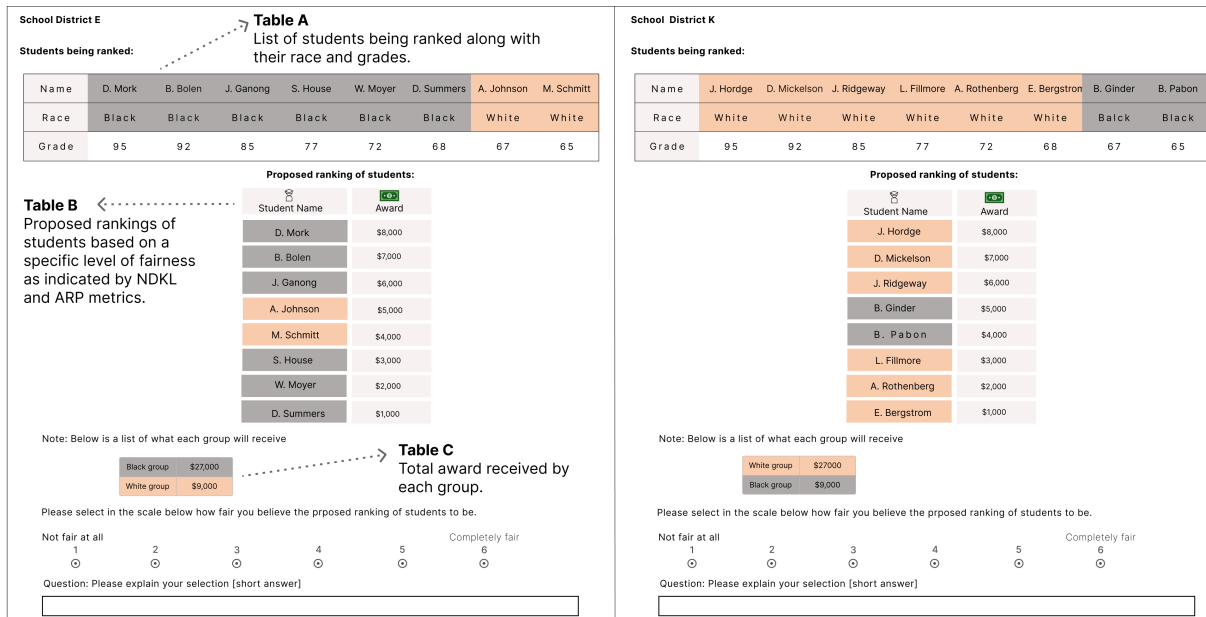 School District E
Table A
List of students being ranked along with
their race and grades.
Students being ranked:
Name D. Mork B. Bolen J. Ganong S. House W. Moyer D. Summers A. Johnson M. Schmitt
Race Black Black Black Black Black Black White White
Grade 95 92 85 77 72 68 67 65
Proposed ranking of students:
Table B
Proposed rankings of
students based on a
specific level of fairness
as indicated by NDKL
and ARP metrics.
Student Name Award
D. Mork $8,000
B. Bolen $7,000
J. Ganong $6,000
A. Johnson $5,000
M. Schmitt $4,000
S. House $3,000
W. Moyer $2,000
D. Summers $1,000
Note: Below is a list of what each group will receive
Black group $27,000
White group $9,000
Table C
Total award received by
each group.
Please select in the scale below how fair you believe the prposed ranking of students to be.
Not fair at all Completely fair
1 2 3 4 5 6
Question: Please explain your selection [short answer]
School District K
Students being ranked:
Name J. Hordge D. Mickelson J. Ridgeway L. Fillmore A. Rothenberg E. Bergstrom B. Ginder B. Pabon
Race White White White White White White Balck Black
Grade 95 92 85 77 72 68 67 65
Proposed ranking of students:
Student Name Award
J. Hordge $8,000
D. Mickelson $7,000
J. Ridgeway $6,000
B. Ginder $5,000
B. Pabon $4,000
L. Fillmore $3,000
A. Rothenberg $2,000
E. Bergstrom $1,000
Note: Below is a list of what each group will receive
White group $27000
Black group $9,000
Please select in the scale below how fair you believe the prposed ranking of students to be.
Not fair at all Completely fair
1 2 3 4 5 6
Question: Please explain your selection [short answer]